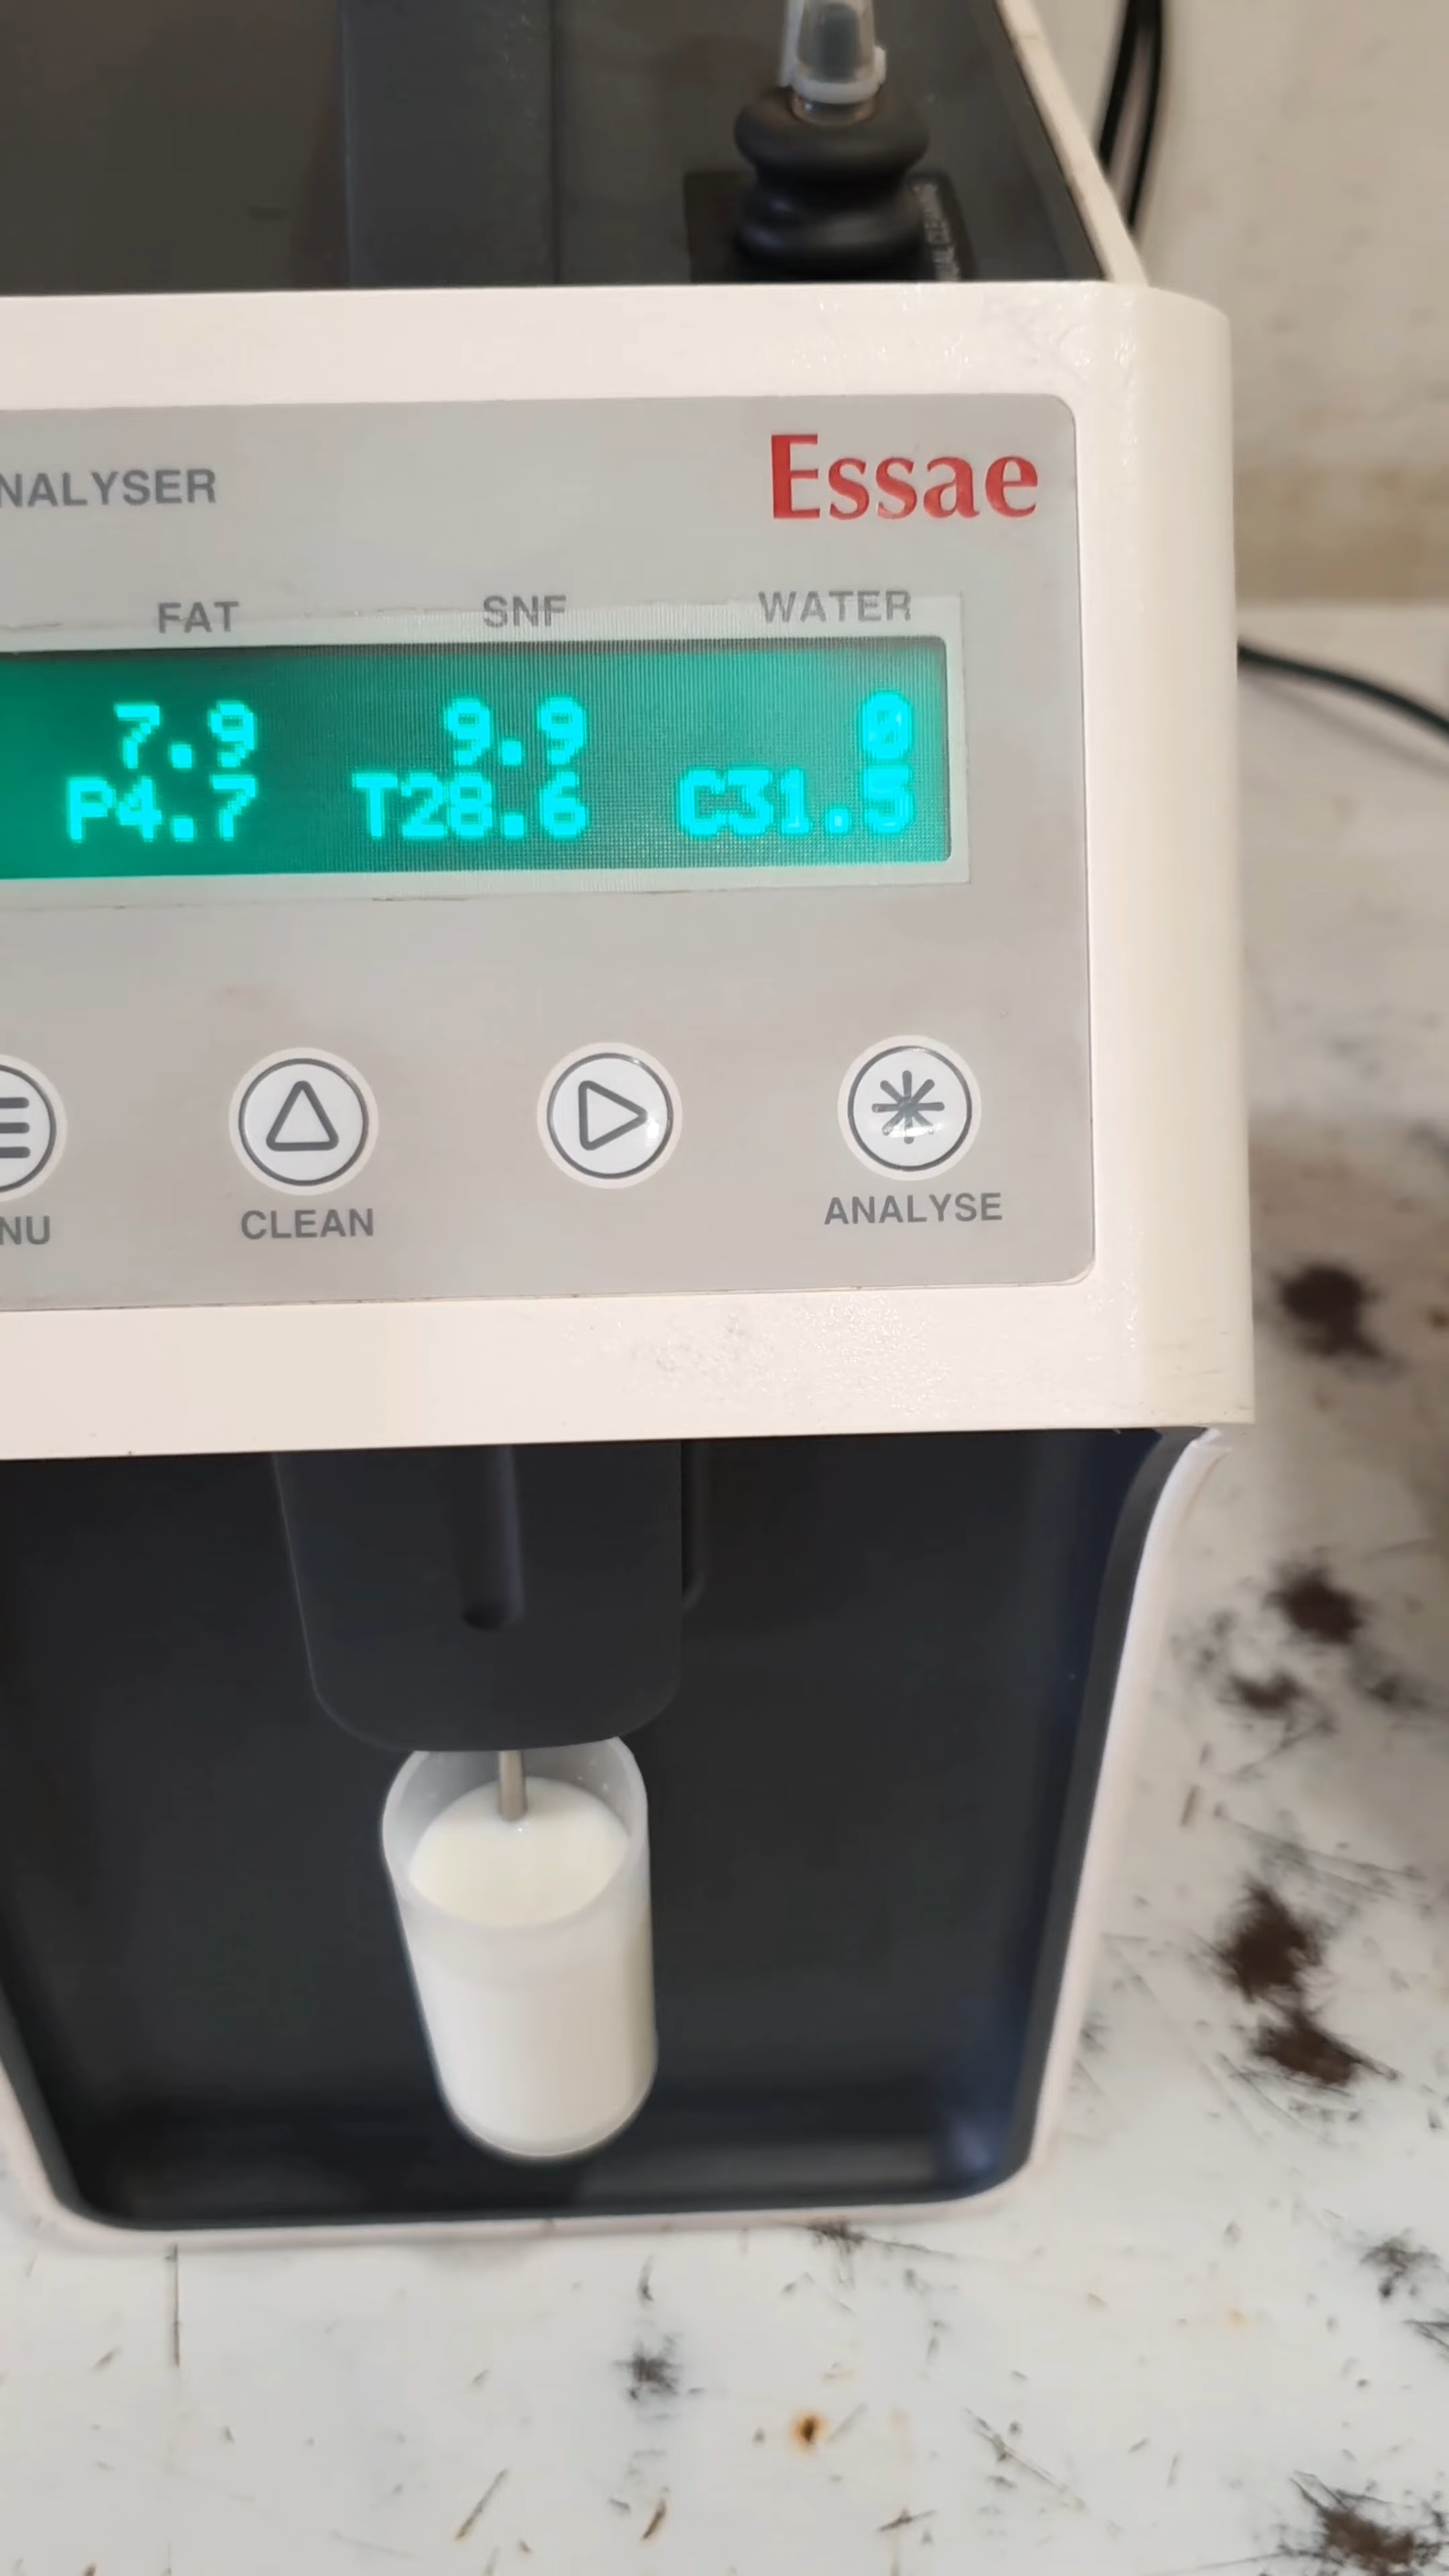 Essae
NALYSER
FAT SNF WATER
7.9 9.9 0
P4.7 T28.6 C31.5
NU CLEAN ANALYSE